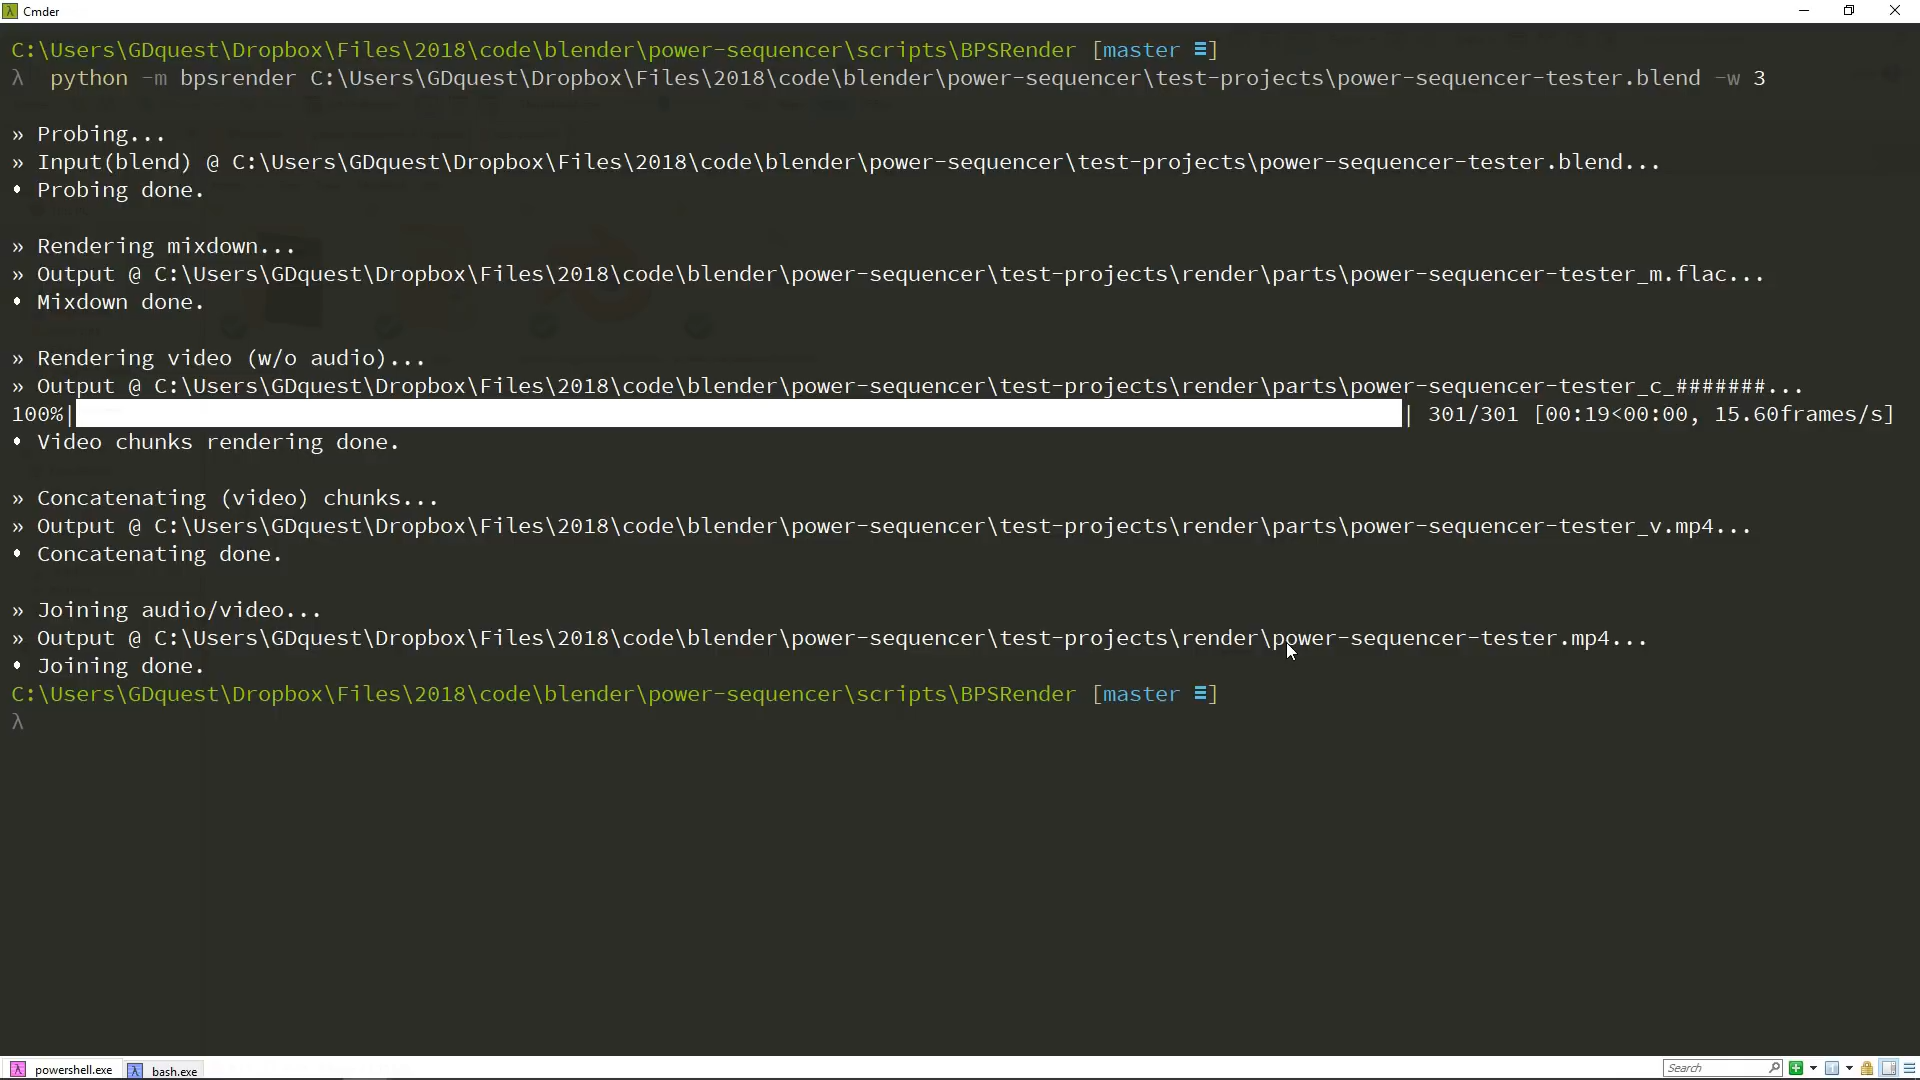 Cmder
C:\Users\GDquest\Dropbox\Files\2018\code\blender\power-sequencer\scripts\BPSRender [master ≡]
λ python -m bpsrender C:\Users\GDquest\Dropbox\Files\2018\code\blender\power-sequencer\test-projects\power-sequencer-tester.blend -w 3
» Probing...
» Input(blend) @ C:\Users\GDquest\Dropbox\Files\2018\code\blender\power-sequencer\test-projects\power-sequencer-tester.blend...
• Probing done.
» Rendering mixdown...
» Output @ C:\Users\GDquest\Dropbox\Files\2018\code\blender\power-sequencer\test-projects\render\parts\power-sequencer-tester_m.flac...
• Mixdown done.
» Rendering video (w/o audio)...
» Output @ C:\Users\GDquest\Dropbox\Files\2018\code\blender\power-sequencer\test-projects\render\parts\power-sequencer-tester_c_#######...
100%| | 301/301 [00:19<00:00, 15.60frames/s]
• Video chunks rendering done.
» Concatenating (video) chunks...
» Output @ C:\Users\GDquest\Dropbox\Files\2018\code\blender\power-sequencer\test-projects\render\parts\power-sequencer-tester_v.mp4...
• Concatenating done.
» Joining audio/video...
» Output @ C:\Users\GDquest\Dropbox\Files\2018\code\blender\power-sequencer\test-projects\render\power-sequencer-tester.mp4...
• Joining done.
C:\Users\GDquest\Dropbox\Files\2018\code\blender\power-sequencer\scripts\BPSRender [master ≡]
λ
powershell.exe bash.exe Search